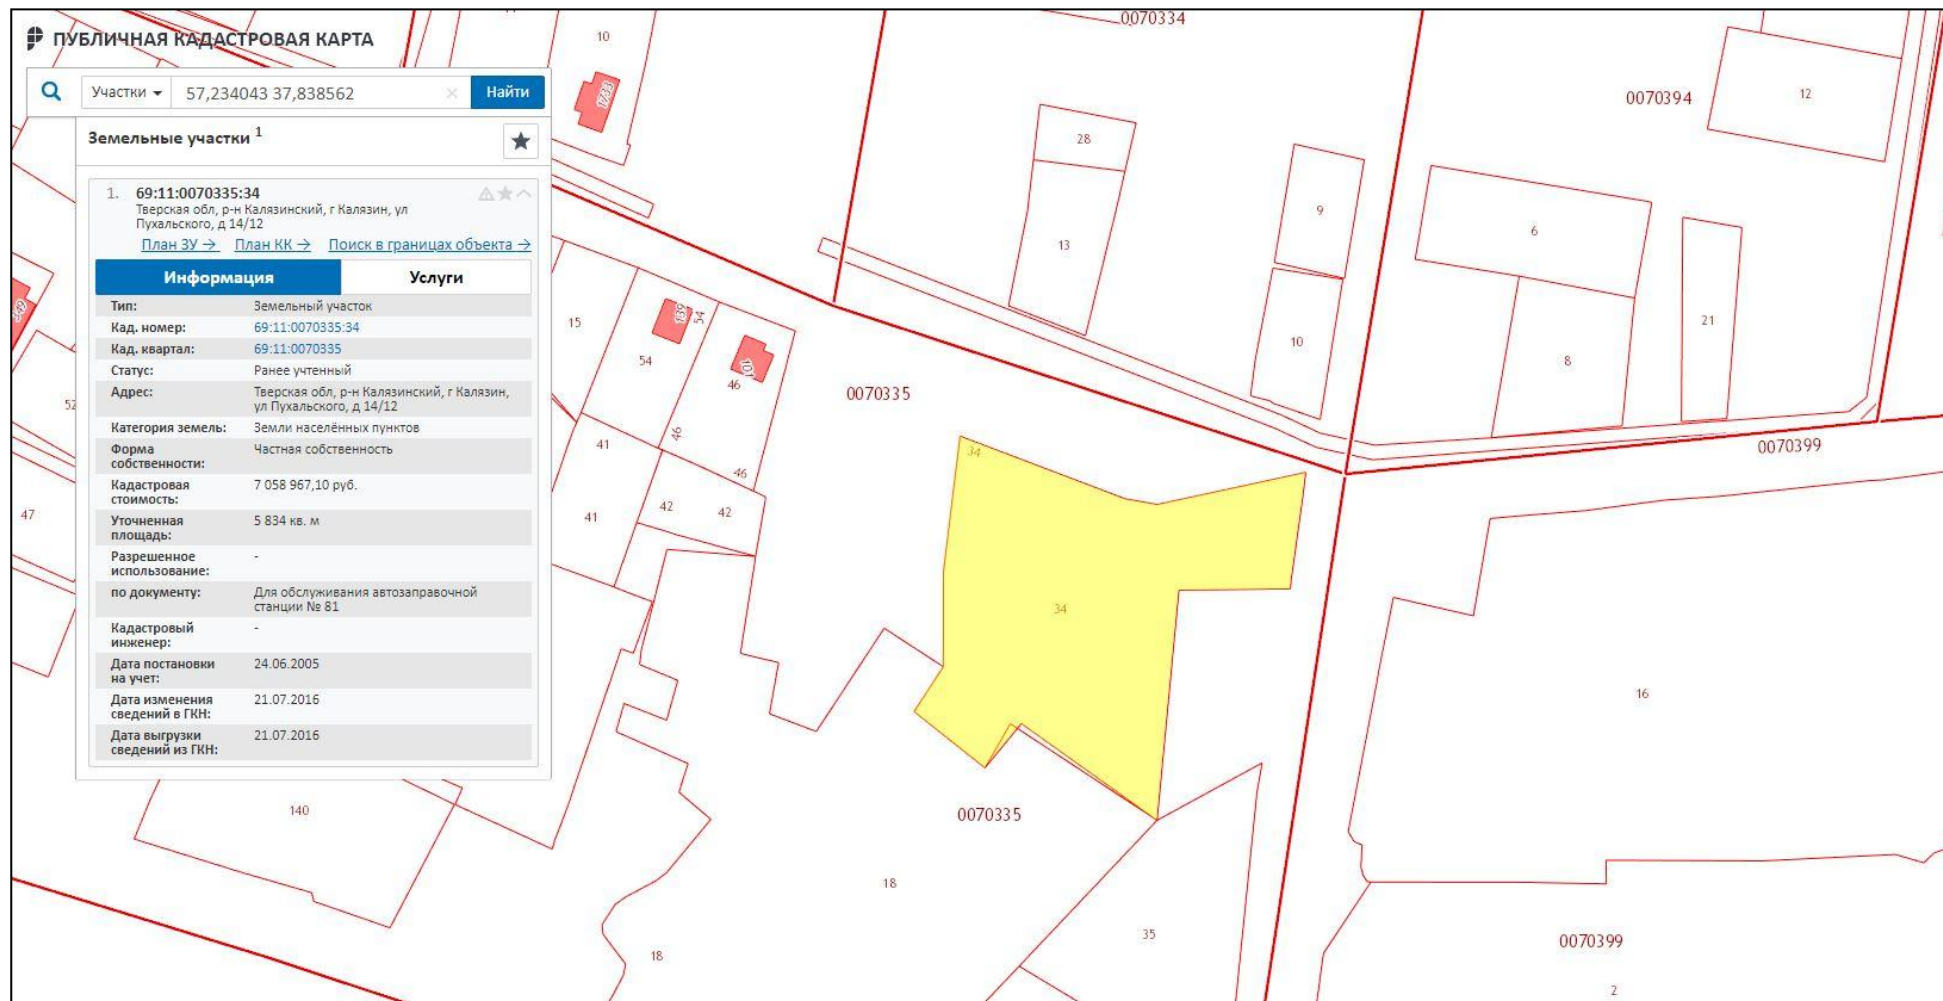 ПУБЛИЧНАЯ КАДАСТРОВАЯ КАРТА
Участки 57,234043 37,838562 × Найти
Земельные участки 1
1. 69:11:0070335:34
Тверская обл, р-н Калязинский, г Калязин, ул
Пухальского, д 14/12
План ЗУ → План КК → Поиск в границах объекта →
Информация Услуги
Тип: Земельный участок
Кад. номер: 69:11:0070335:34
Кад. квартал: 69:11:0070335
Статус: Ранее учтенный
Адрес: Тверская обл, р-н Калязинский, г Калязин,
ул Пухальского, д 14/12
Категория земель: Земли населённых пунктов
Форма
собственности: Частная собственность
Кадастровая
стоимость: 7 058 967,10 руб.
Уточненная
площадь: 5 834 кв. м
Разрешенное
использование: -
по документу: Для обслуживания автозаправочной
станции № 81
Кадастровый
инженер: -
Дата постановки
на учет: 24.06.2005
Дата изменения
сведений в ГКН: 21.07.2016
Дата выгрузки
сведений из ГКН: 21.07.2016
0070334
10
1733
0070394
12
28
13
9
10
6
8
21
0070399
15
139
54
54
101
46
46
46
0070335
41
41
42
42
52
47
349
34
34
16
0070335
140
18
18
35
0070399
2